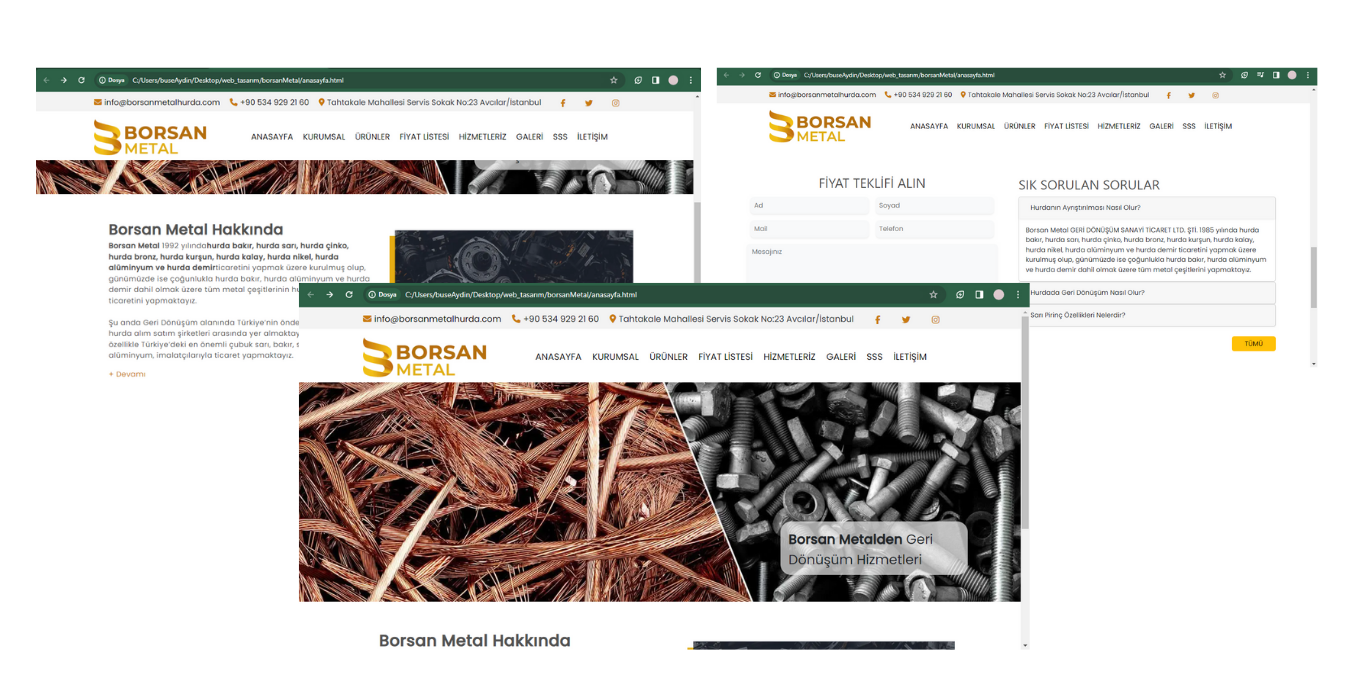 Dosya C:/Users/buseAydin/Desktop/web_tasarım/borsanMetal/anasayfa.html
info@borsanmetalhurda.com +90 534 929 21 60 Tahtakale Mahallesi Servis Sokak No:23 Avcılar/İstanbul
BORSAN
METAL
ANASAYFA KURUMSAL ÜRÜNLER FİYAT LİSTESİ HİZMETLERİZ GALERİ SSS İLETİŞİM
Borsan Metal Hakkında
Borsan Metal 1992 yılındahurda bakır, hurda sarı, hurda çinko,
hurda bronz, hurda kurşun, hurda kalay, hurda nikel, hurda
alüminyum ve hurda demirticaretini yapmak üzere kurulmuş olup,
günümüzde ise çoğunlukla hurda bakır, hurda alüminyum ve hurda
demir dahil olmak üzere tüm metal çeşitlerinin
ticaretini yapmaktayız.
Şu anda Geri Dönüşüm alanında Türkiye'nin önde
hurda alım satım şirketleri arasında yer almaktay
özellikle Türkiye'deki en önemli çubuk sarı, bakır,
alüminyum, imalatçılarıyla ticaret yapmaktayız.
+ Devamı
Dosya C:/Users/buseAydin/Desktop/web_tasarım/borsanMetal/anasayfa.html
info@borsanmetalhurda.com +90 534 929 21 60 Tahtakale Mahallesi Servis Sokak No:23 Avcılar/İstanbul
BORSAN
METAL
ANASAYFA KURUMSAL ÜRÜNLER FİYAT LİSTESİ HİZMETLERİZ GALERİ SSS İLETİŞİM
FİYAT TEKLİFİ ALIN
Ad Soyad
Mail Telefon
Mesajınız
SIK SORULAN SORULAR
Hurdanın Ayrıştırılması Nasıl Olur?
Borsan Metal GERİ DÖNÜŞÜM SANAYİ TİCARET LTD. ŞTİ. 1985 yılında hurda
bakır, hurda sarı, hurda çinko, hurda bronz, hurda kurşun, hurda kalay,
hurda nikel, hurda alüminyum ve hurda demir ticaretini yapmak üzere
kurulmuş olup, günümüzde ise çoğunlukla hurda bakır, hurda alüminyum
ve hurda demir dahil olmak üzere tüm metal çeşitlerini yapmaktayız.
Hurdada Geri Dönüşüm Nasıl Olur?
Sarı Pirinç Özellikleri Nelerdir?
TÜMÜ
Dosya C:/Users/buseAydin/Desktop/web_tasarım/borsanMetal/anasayfa.html
info@borsanmetalhurda.com +90 534 929 21 60 Tahtakale Mahallesi Servis Sokak No:23 Avcılar/İstanbul
BORSAN
METAL
ANASAYFA KURUMSAL ÜRÜNLER FİYAT LİSTESİ HİZMETLERİZ GALERİ SSS İLETİŞİM
Borsan Metalden Geri
Dönüşüm Hizmetleri
Borsan Metal Hakkında